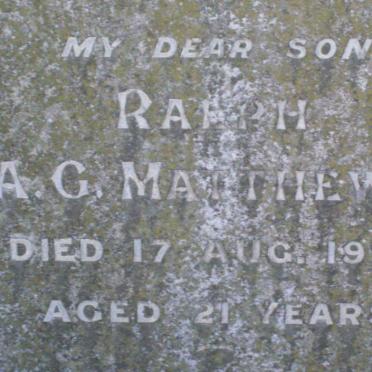 MY DEAR SON
RALPH
A. G. MATTHEW
DIED 17 AUG. 19
AGED 21 YEARS